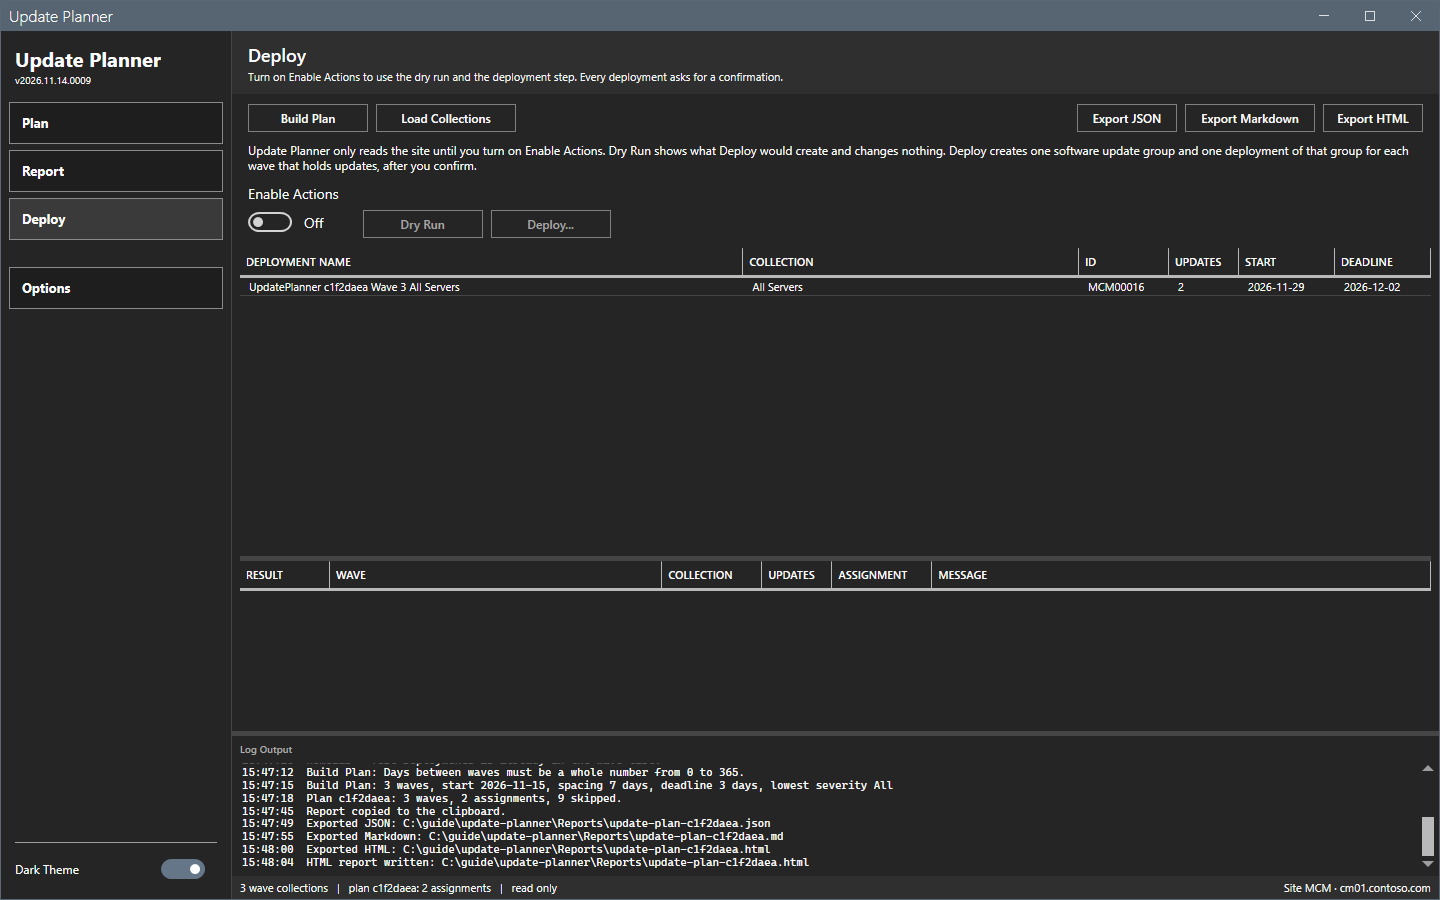 Update Planner
Update Planner
v2026.11.14.0009
Plan
Report
Deploy
Options
Dark Theme
Deploy
Turn on Enable Actions to use the dry run and the deployment step. Every deployment asks for a confirmation.
Build Plan
Load Collections
Export JSON
Export Markdown
Export HTML
Update Planner only reads the site until you turn on Enable Actions. Dry Run shows what Deploy would create and changes nothing. Deploy creates one software update group and one deployment of that group for each
wave that holds updates, after you confirm.
Enable Actions
Off
Dry Run
Deploy...
DEPLOYMENT NAME COLLECTION ID UPDATES START DEADLINE
UpdatePlanner c1f2daea Wave 3 All Servers All Servers MCM00016 2 2026-11-29 2026-12-02
RESULT WAVE COLLECTION UPDATES ASSIGNMENT MESSAGE
Log Output
15:47:12 Build Plan: Days between waves must be a whole number from 0 to 365.
15:47:15 Build Plan: 3 waves, start 2026-11-15, spacing 7 days, deadline 3 days, lowest severity All
15:47:18 Plan c1f2daea: 3 waves, 2 assignments, 9 skipped.
15:47:45 Report copied to the clipboard.
15:47:49 Exported JSON: C:\guide\update-planner\Reports\update-plan-c1f2daea.json
15:47:55 Exported Markdown: C:\guide\update-planner\Reports\update-plan-c1f2daea.md
15:48:00 Exported HTML: C:\guide\update-planner\Reports\update-plan-c1f2daea.html
15:48:04 HTML report written: C:\guide\update-planner\Reports\update-plan-c1f2daea.html
3 wave collections | plan c1f2daea: 2 assignments | read only
Site MCM · cm01.contoso.com